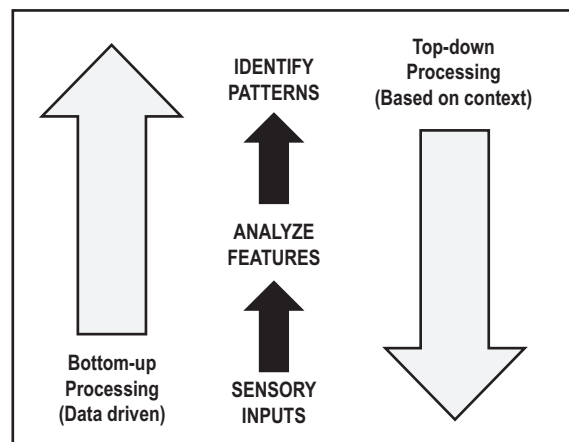 IDENTIFY
PATTERNS
Top-down
Processing
(Based on context)
ANALYZE
FEATURES
Bottom-up
Processing
(Data driven)
SENSORY
INPUTS